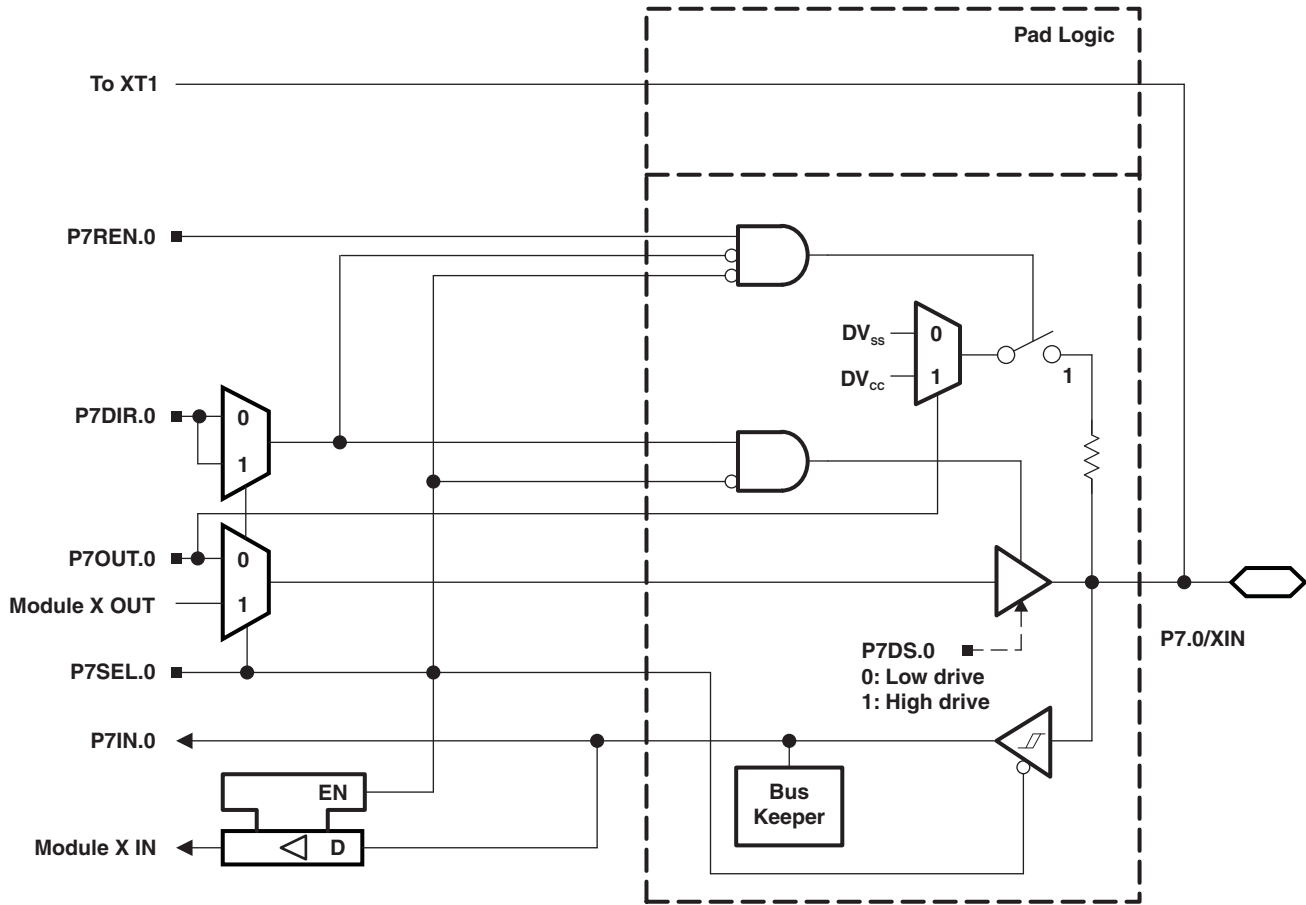 Pad Logic
To XT1
P7REN.0
DVSS
0
DVCC
1
1
P7DIR.0
0
1
P7OUT.0
0
Module X OUT
1
P7DS.0
0: Low drive
1: High drive
P7.0/XIN
P7SEL.0
P7IN.0
Bus
Keeper
EN
Module X IN
D